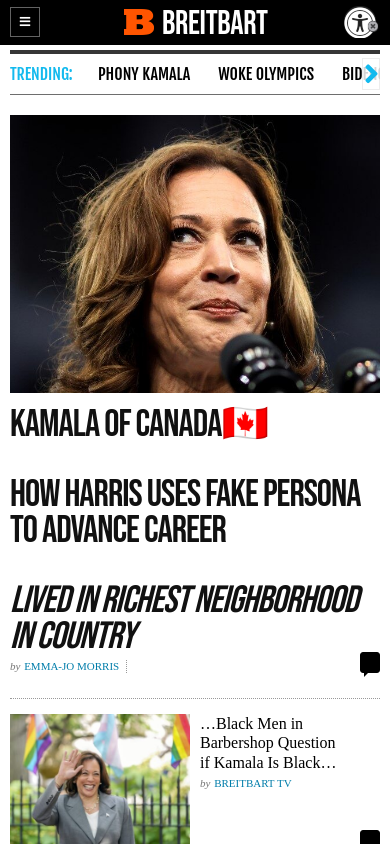 BREITBART
TRENDING: PHONY KAMALA WOKE OLYMPICS BID
KAMALA OF CANADA🇨🇦
HOW HARRIS USES FAKE PERSONA
TO ADVANCE CAREER
LIVED IN RICHEST NEIGHBORHOOD
IN COUNTRY
by EMMA-JO MORRIS
…Black Men in
Barbershop Question
if Kamala Is Black…
by BREITBART TV